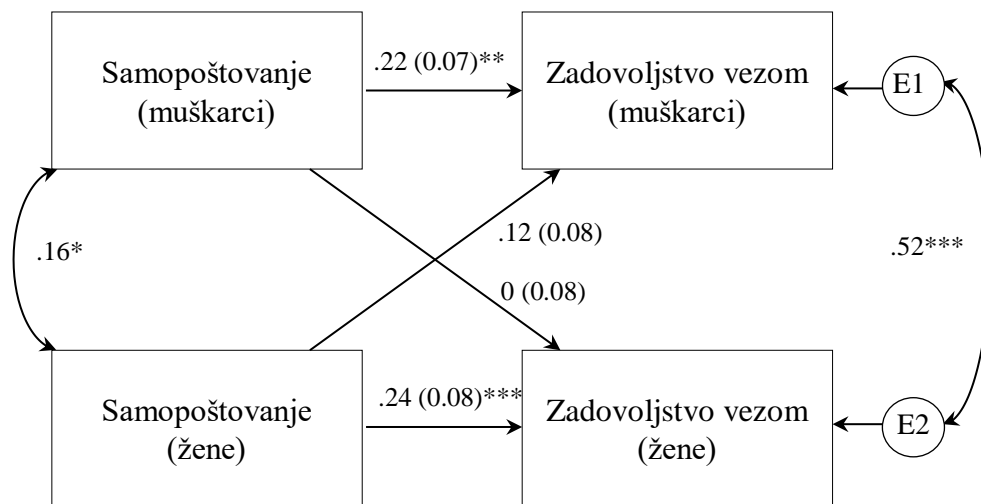 Samopoštovanje
(muškarci)
.22 (0.07)**
Zadovoljstvo vezom
(muškarci)
E1
.16*
.12 (0.08)
0 (0.08)
.52***
Samopoštovanje
(žene)
.24 (0.08)***
Zadovoljstvo vezom
(žene)
E2